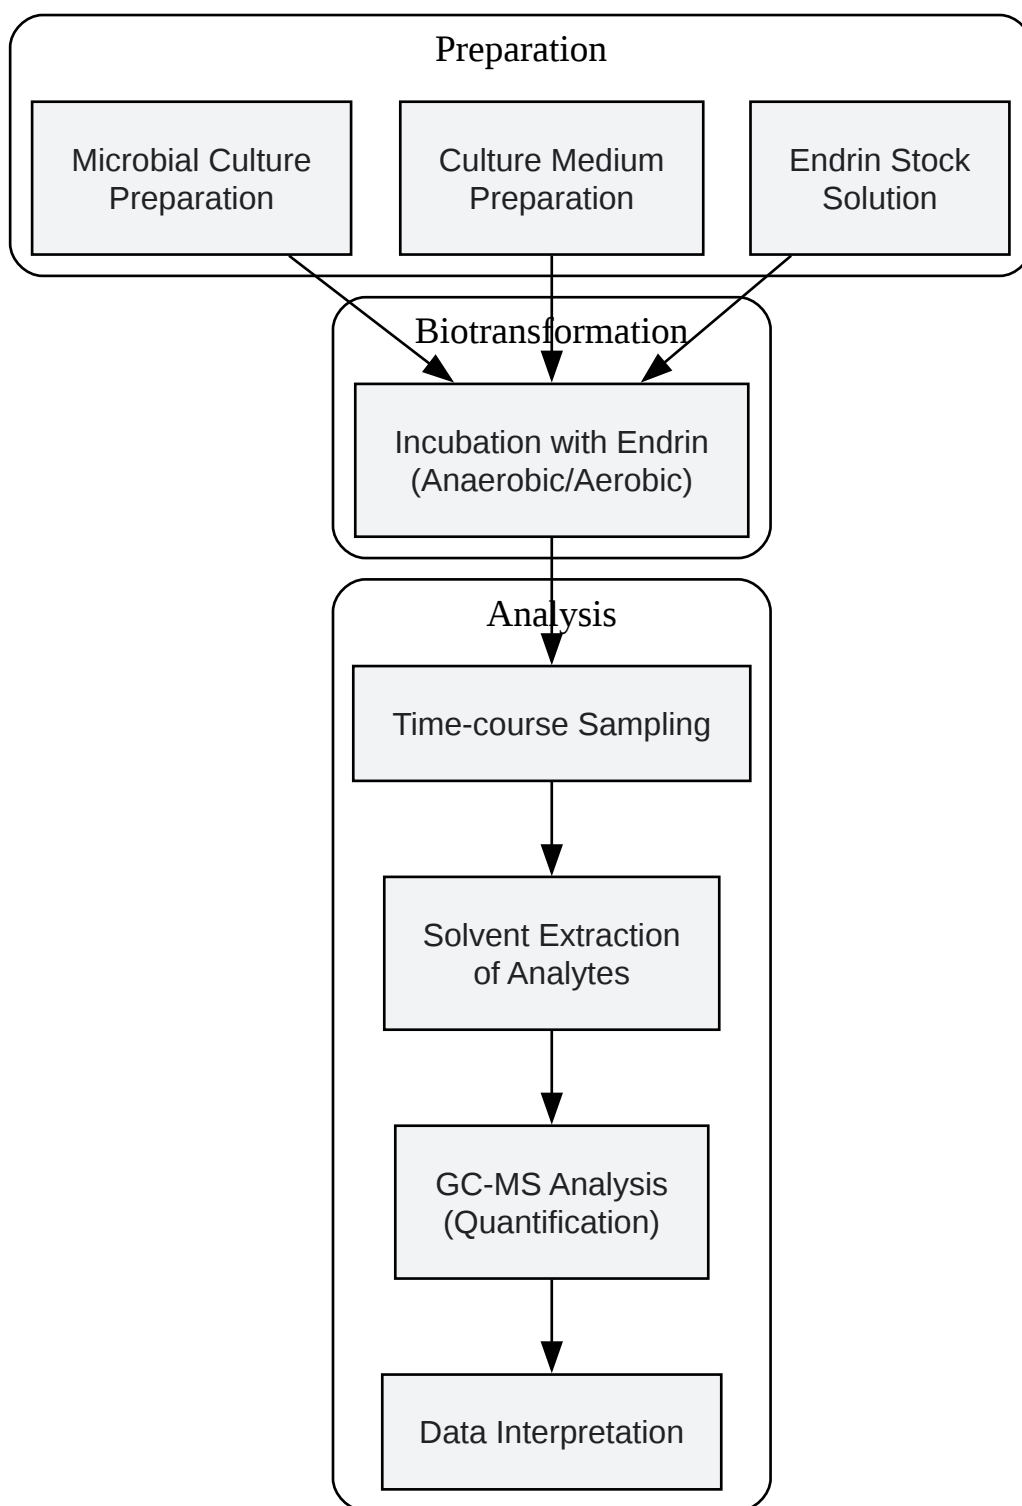 Preparation
Microbial Culture
Preparation
Culture Medium
Preparation
Endrin Stock
Solution
Biotransformation
Incubation with Endrin
(Anaerobic/Aerobic)
Analysis
Time-course Sampling
Solvent Extraction
of Analytes
GC-MS Analysis
(Quantification)
Data Interpretation